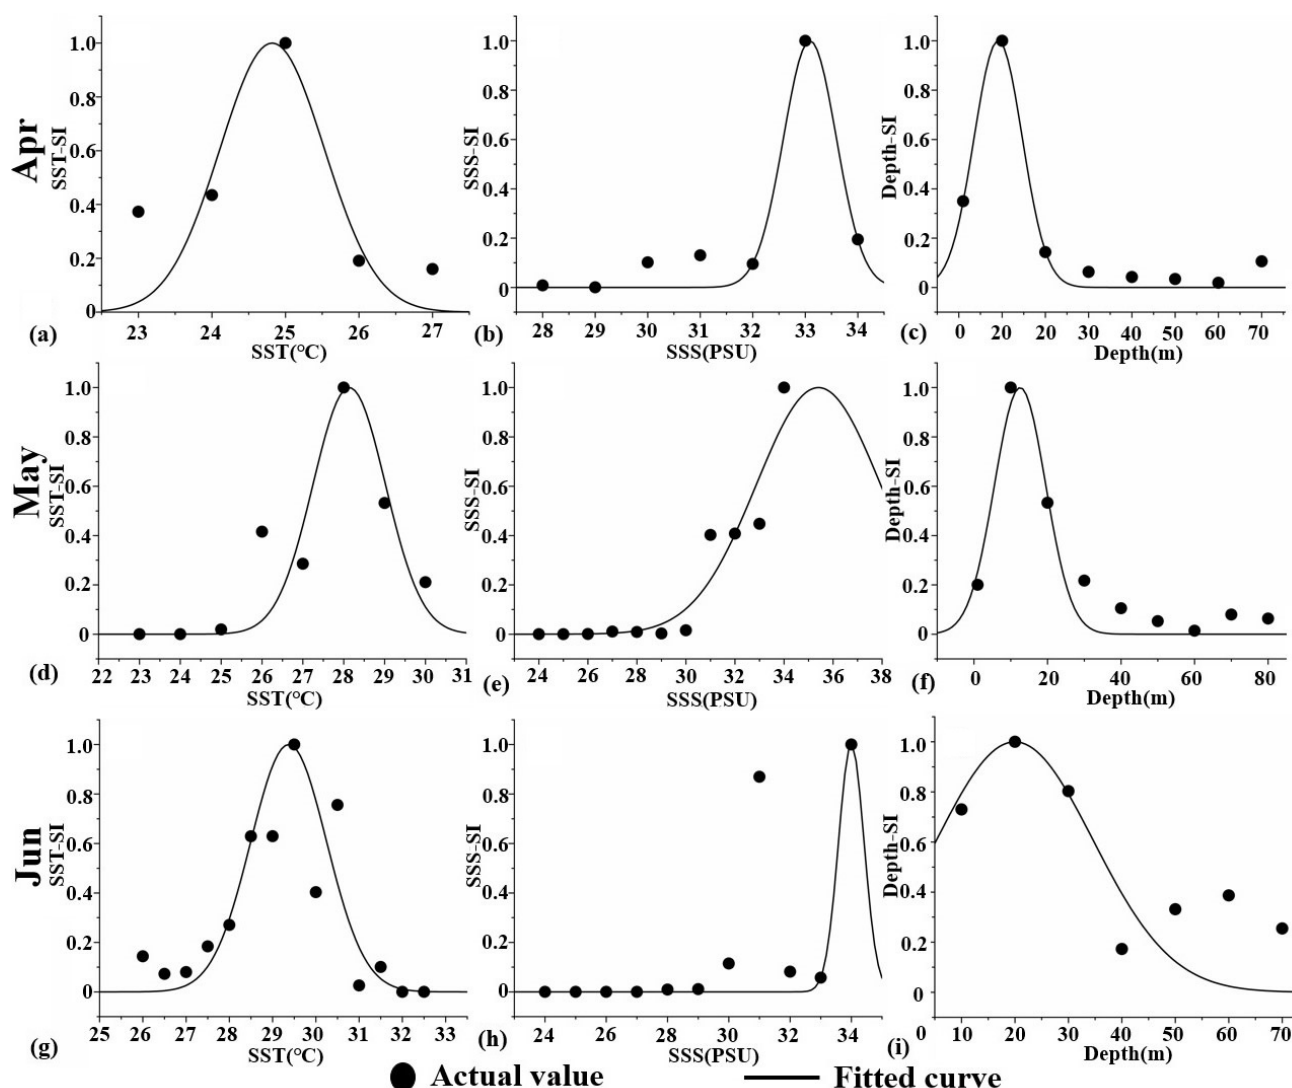 Apr
SST-SI
1.0
0.8
0.6
0.4
0.2
0
23 24 25 26 27
(a) SST(°C)
SSS-SI
1.0
0.8
0.6
0.4
0.2
0.0
28 29 30 31 32 33 34
(b) SSS(PSU)
Depth-SI
1.0
0.8
0.6
0.4
0.2
0
0 10 20 30 40 50 60 70
(c) Depth(m)
May
SST-SI
1.0
0.8
0.6
0.4
0.2
0
22 23 24 25 26 27 28 29 30 31
(d) SST(°C)
SSS-SI
1.0
0.8
0.6
0.4
0.2
0
24 26 28 30 32 34 36 38
(e) SSS(PSU)
Depth-SI
1.0
0.8
0.6
0.4
0.2
0
0 20 40 60 80
(f) Depth(m)
Jun
SST-SI
1.0
0.8
0.6
0.4
0.2
0
25 26 27 28 29 30 31 32 33
(g) SST(°C)
SSS-SI
1.0
0.8
0.6
0.4
0.2
0
24 26 28 30 32 34
(h) SSS(PSU)
Depth-SI
1.0
0.8
0.6
0.4
0.2
0
10 20 30 40 50 60 70
(i) Depth(m)
Actual value Fitted curve